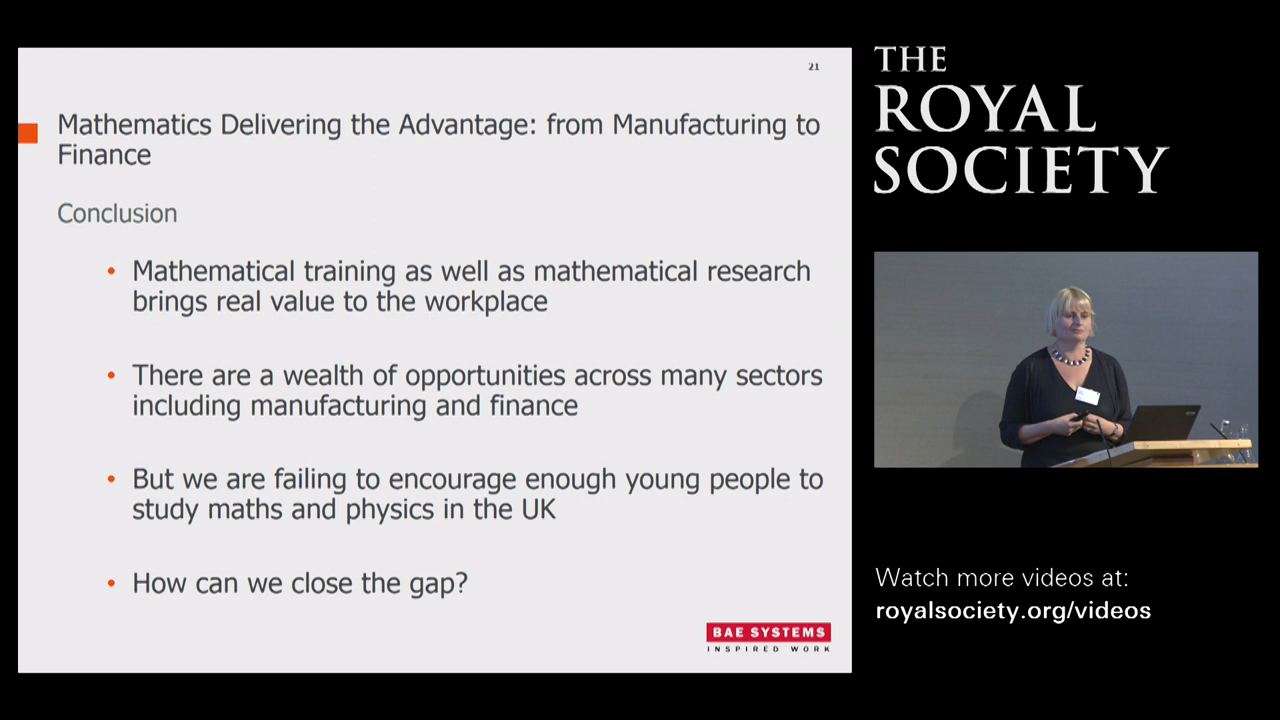 21
Mathematics Delivering the Advantage: from Manufacturing to
Finance
Conclusion
• Mathematical training as well as mathematical research
brings real value to the workplace
• There are a wealth of opportunities across many sectors
including manufacturing and finance
• But we are failing to encourage enough young people to
study maths and physics in the UK
• How can we close the gap?
BAE SYSTEMS
INSPIRED WORK
THE
ROYAL
SOCIETY
Watch more videos at:
royalsociety.org/videos